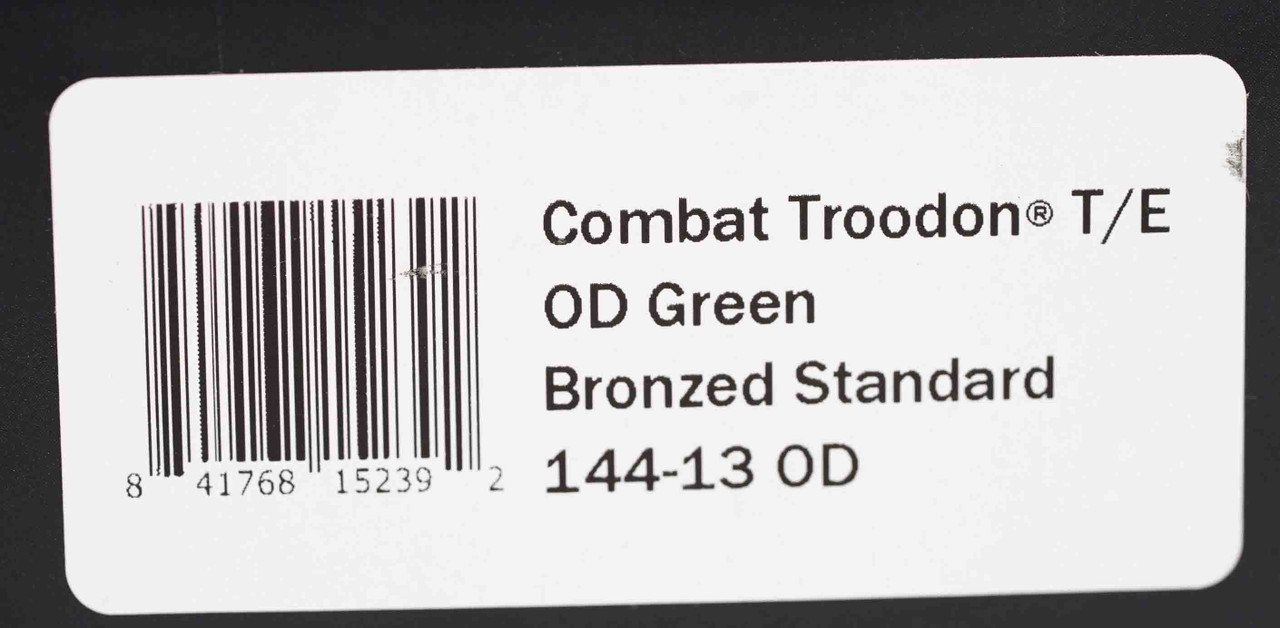 Combat Troodon® T/E
OD Green
Bronzed Standard
144-13 OD
8 41768 15239 2